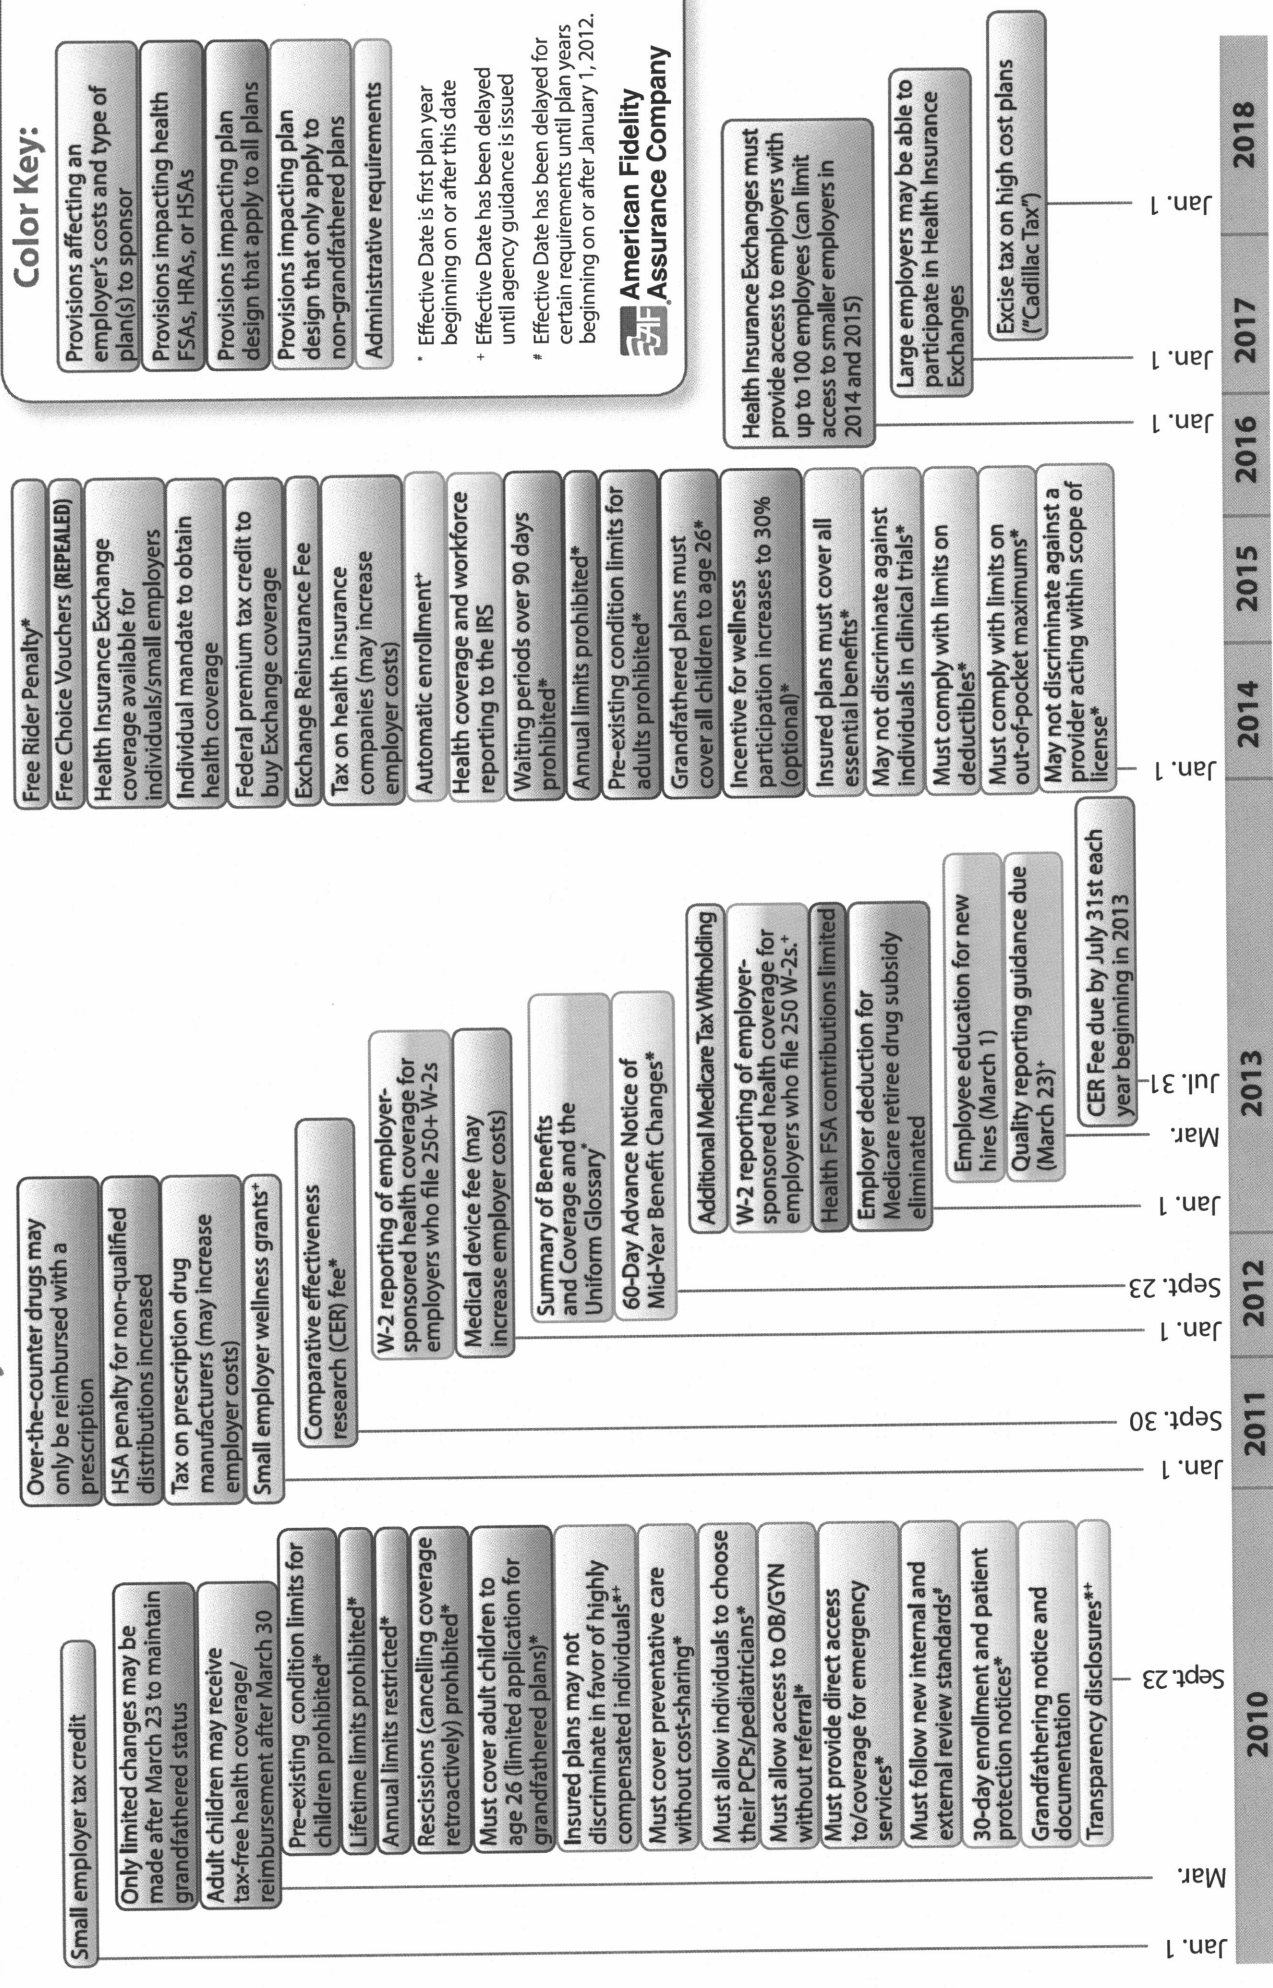 Color Key:
Provisions affecting an
employer's costs and type of
plan(s) to sponsor
Provisions impacting health
FSAs, HRAs, or HSAs
Provisions impacting plan
design that apply to all plans
Provisions impacting plan
design that only apply to
non-grandfathered plans
Administrative requirements
* Effective Date is first plan year
beginning on or after this date
+ Effective Date has been delayed
until agency guidance is issued
# Effective Date has been delayed for
certain requirements until plan years
beginning on or after January 1, 2012.
American Fidelity
Assurance Company
Small employer tax credit
Jan. 1
Only limited changes may be
made after March 23 to maintain
grandfathered status
Adult children may receive
tax-free health coverage/
reimbursement after March 30
Mar.
Pre-existing condition limits for
children prohibited*
Lifetime limits prohibited*
Annual limits restricted*
Rescissions (cancelling coverage
retroactively) prohibited*
Must cover adult children to
age 26 (limited application for
grandfathered plans)*
Insured plans may not
discriminate in favor of highly
compensated individuals*+
Must cover preventative care
without cost-sharing*
Must allow individuals to choose
their PCPs/pediatricians*
Must allow access to OB/GYN
without referral*
Must provide direct access
to/coverage for emergency
services*
Must follow new internal and
external review standards#
30-day enrollment and patient
protection notices*
Grandfathering notice and
documentation
Transparency disclosures*+
Sept. 23
2010
Over-the-counter drugs may
only be reimbursed with a
prescription
HSA penalty for non-qualified
distributions increased
Tax on prescription drug
manufacturers (may increase
employer costs)
Small employer wellness grants+
Jan. 1
Comparative effectiveness
research (CER) fee*
Sept. 30
2011
W-2 reporting of employer-
sponsored health coverage for
employers who file 250+ W-2s
Medical device fee (may
increase employer costs)
Jan. 1
Summary of Benefits
and Coverage and the
Uniform Glossary*
60-Day Advance Notice of
Mid-Year Benefit Changes*
Sept. 23
2012
Additional Medicare Tax Witholding
W-2 reporting of employer-
sponsored health coverage for
employers who file 250 W-2s.+
Health FSA contributions limited
Employer deduction for
Medicare retiree drug subsidy
eliminated
Jan. 1
Employee education for new
hires (March 1)
Quality reporting guidance due
(March 23)+
Mar.
CER Fee due by July 31st each
year beginning in 2013
Jul. 31
2013
Free Rider Penalty*
Free Choice Vouchers (REPEALED)
Health Insurance Exchange
coverage available for
individuals/small employers
Individual mandate to obtain
health coverage
Federal premium tax credit to
buy Exchange coverage
Exchange Reinsurance Fee
Tax on health insurance
companies (may increase
employer costs)
Automatic enrollment+
Health coverage and workforce
reporting to the IRS
Waiting periods over 90 days
prohibited*
Annual limits prohibited*
Pre-existing condition limits for
adults prohibited*
Grandfathered plans must
cover all children to age 26*
Incentive for wellness
participation increases to 30%
(optional)*
Insured plans must cover all
essential benefits*
May not discriminate against
individuals in clinical trials*
Must comply with limits on
deductibles*
Must comply with limits on
out-of-pocket maximums*
May not discriminate against a
provider acting within scope of
license*
Jan. 1
2014
2015
Health Insurance Exchanges must
provide access to employers with
up to 100 employees (can limit
access to smaller employers in
2014 and 2015)
Jan. 1
2016
Large employers may be able to
participate in Health Insurance
Exchanges
Jan. 1
2017
Excise tax on high cost plans
("Cadillac Tax")
Jan. 1
2018